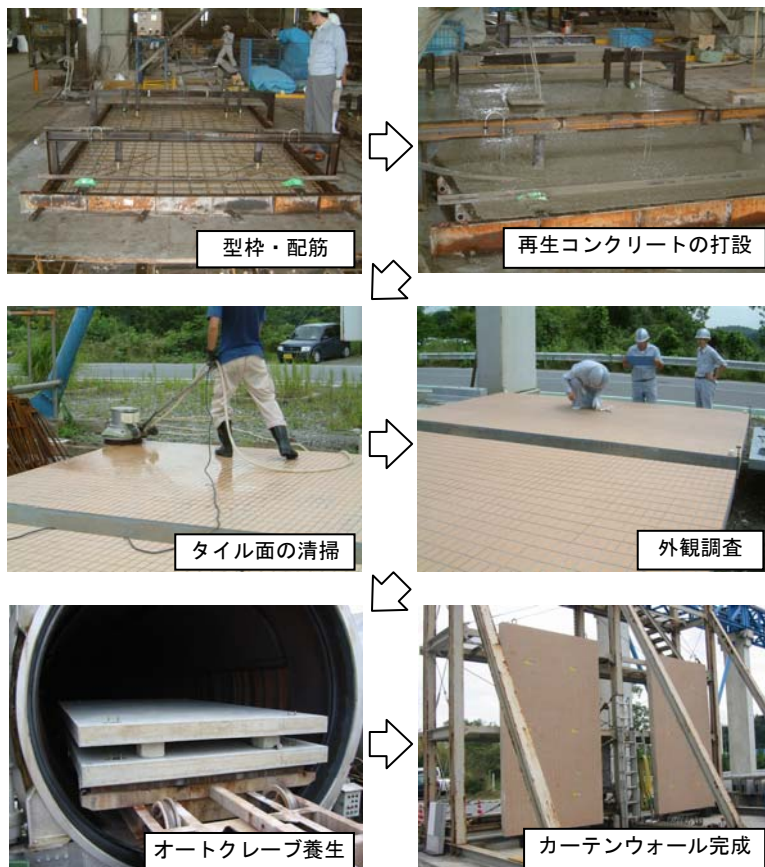 型枠・配筋
再生コンクリートの打設
タイル面の清掃
外観調査
オートクレーブ養生
カーテンウォール完成